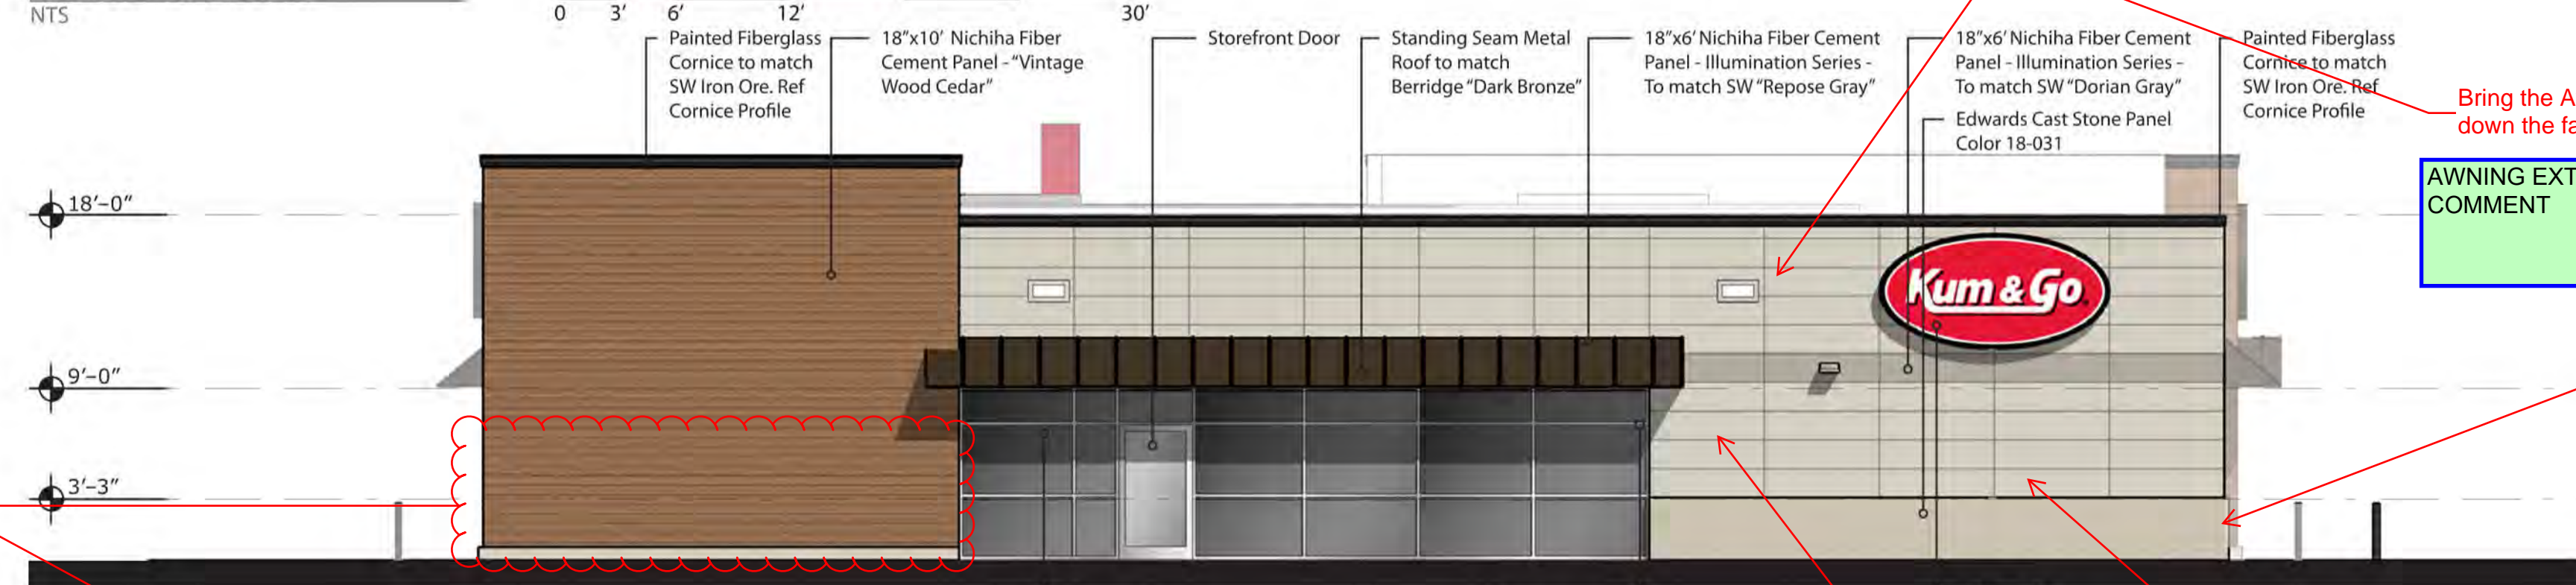 NTS
0 3' 6' 12' 30'
Painted Fiberglass
Cornice to match
SW Iron Ore. Ref
Cornice Profile
18"x10' Nichiha Fiber
Cement Panel - "Vintage
Wood Cedar"
Storefront Door
Standing Seam Metal
Roof to match
Berridge "Dark Bronze"
18"x6' Nichiha Fiber Cement
Panel - Illumination Series -
To match SW "Repose Gray"
18"x6' Nichiha Fiber Cement
Panel - Illumination Series -
To match SW "Dorian Gray"
Edwards Cast Stone Panel
Color 18-031
Painted Fiberglass
Cornice to match
SW Iron Ore. Ref
Cornice Profile
Bring the
down the
AWNING
COMMENT
18'-0"
9'-0"
3'-3"
Kum & Go